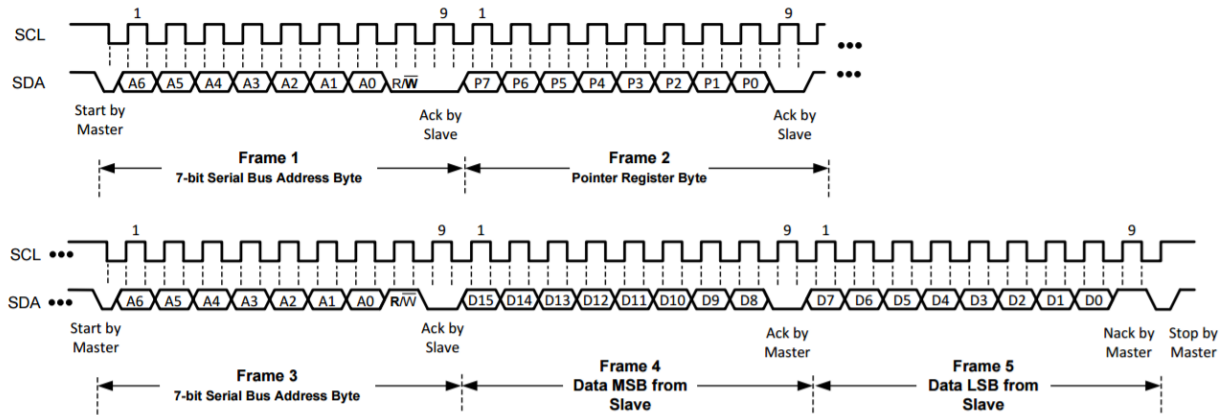 1 9 1 9
SCL •••
SDA A6 A5 A4 A3 A2 A1 A0 R/W̅ P7 P6 P5 P4 P3 P2 P1 P0 •••
Start by Ack by Ack by
Master Slave Slave
Frame 1 Frame 2
7-bit Serial Bus Address Byte Pointer Register Byte
1 9 1 9 1 9
SCL •••
SDA ••• A6 A5 A4 A3 A2 A1 A0 R/W̅ D15 D14 D13 D12 D11 D10 D9 D8 D7 D6 D5 D4 D3 D2 D1 D0
Start by Ack by Ack by Nack by Stop by
Master Slave Master Master Master
Frame 3 Frame 4 Frame 5
7-bit Serial Bus Address Byte Data MSB from Data LSB from
Slave Slave